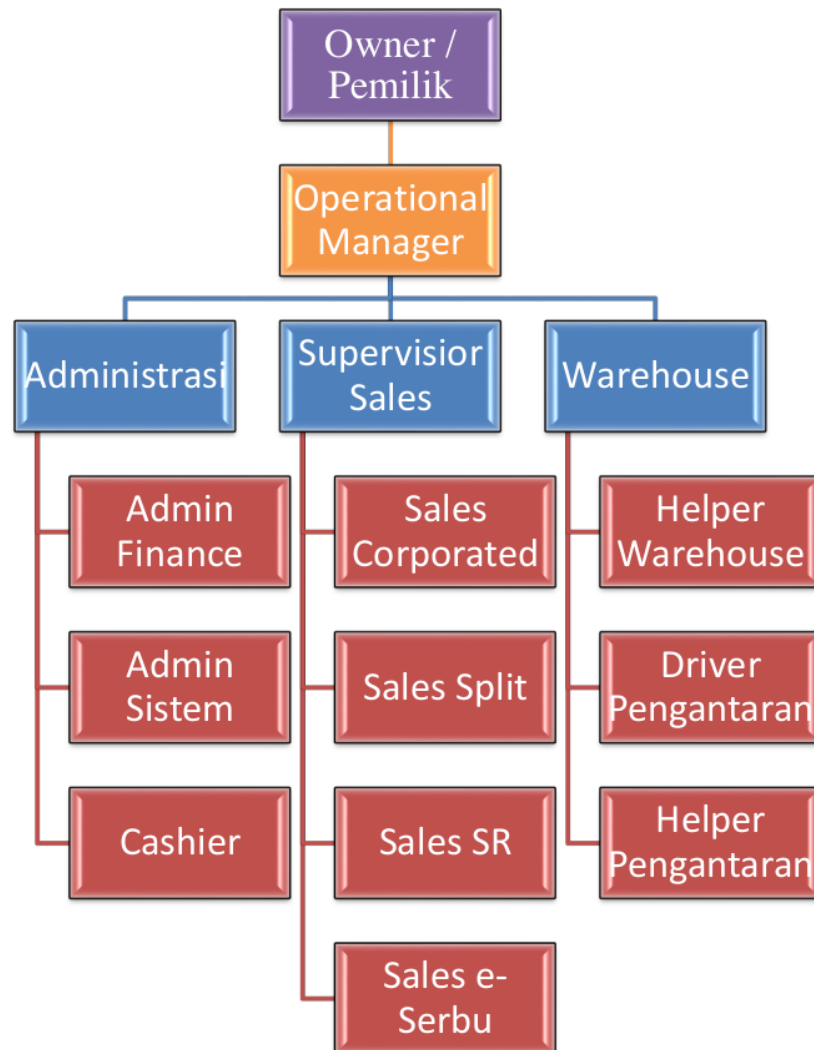 Owner /
Pemilik
Operational
Manager
Administrasi
Supervisior
Sales
Warehouse
Admin
Finance
Sales
Corporated
Helper
Warehouse
Admin
Sistem
Sales Split
Driver
Pengantaran
Cashier
Sales SR
Helper
Pengantaran
Sales e-
Serbu